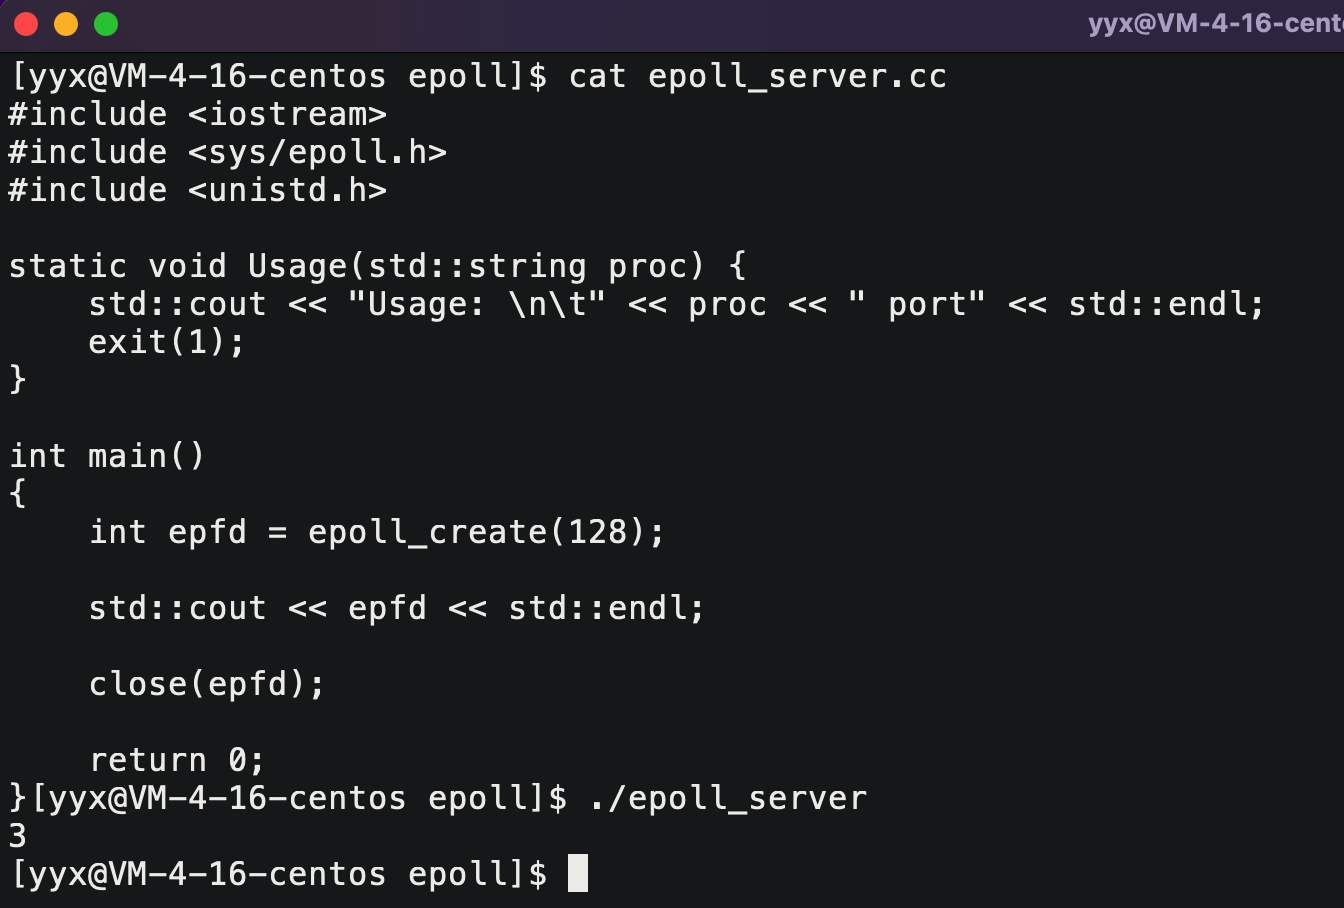 yyx@VM-4-16-cent
[yyx@VM-4-16-centos epoll]$ cat epoll_server.cc
#include <iostream>
#include <sys/epoll.h>
#include <unistd.h>

static void Usage(std::string proc) {
    std::cout << "Usage: \n\t" << proc << " port" << std::endl;
    exit(1);
}

int main()
{
    int epfd = epoll_create(128);

    std::cout << epfd << std::endl;

    close(epfd);

    return 0;
}[yyx@VM-4-16-centos epoll]$ ./epoll_server
3
[yyx@VM-4-16-centos epoll]$